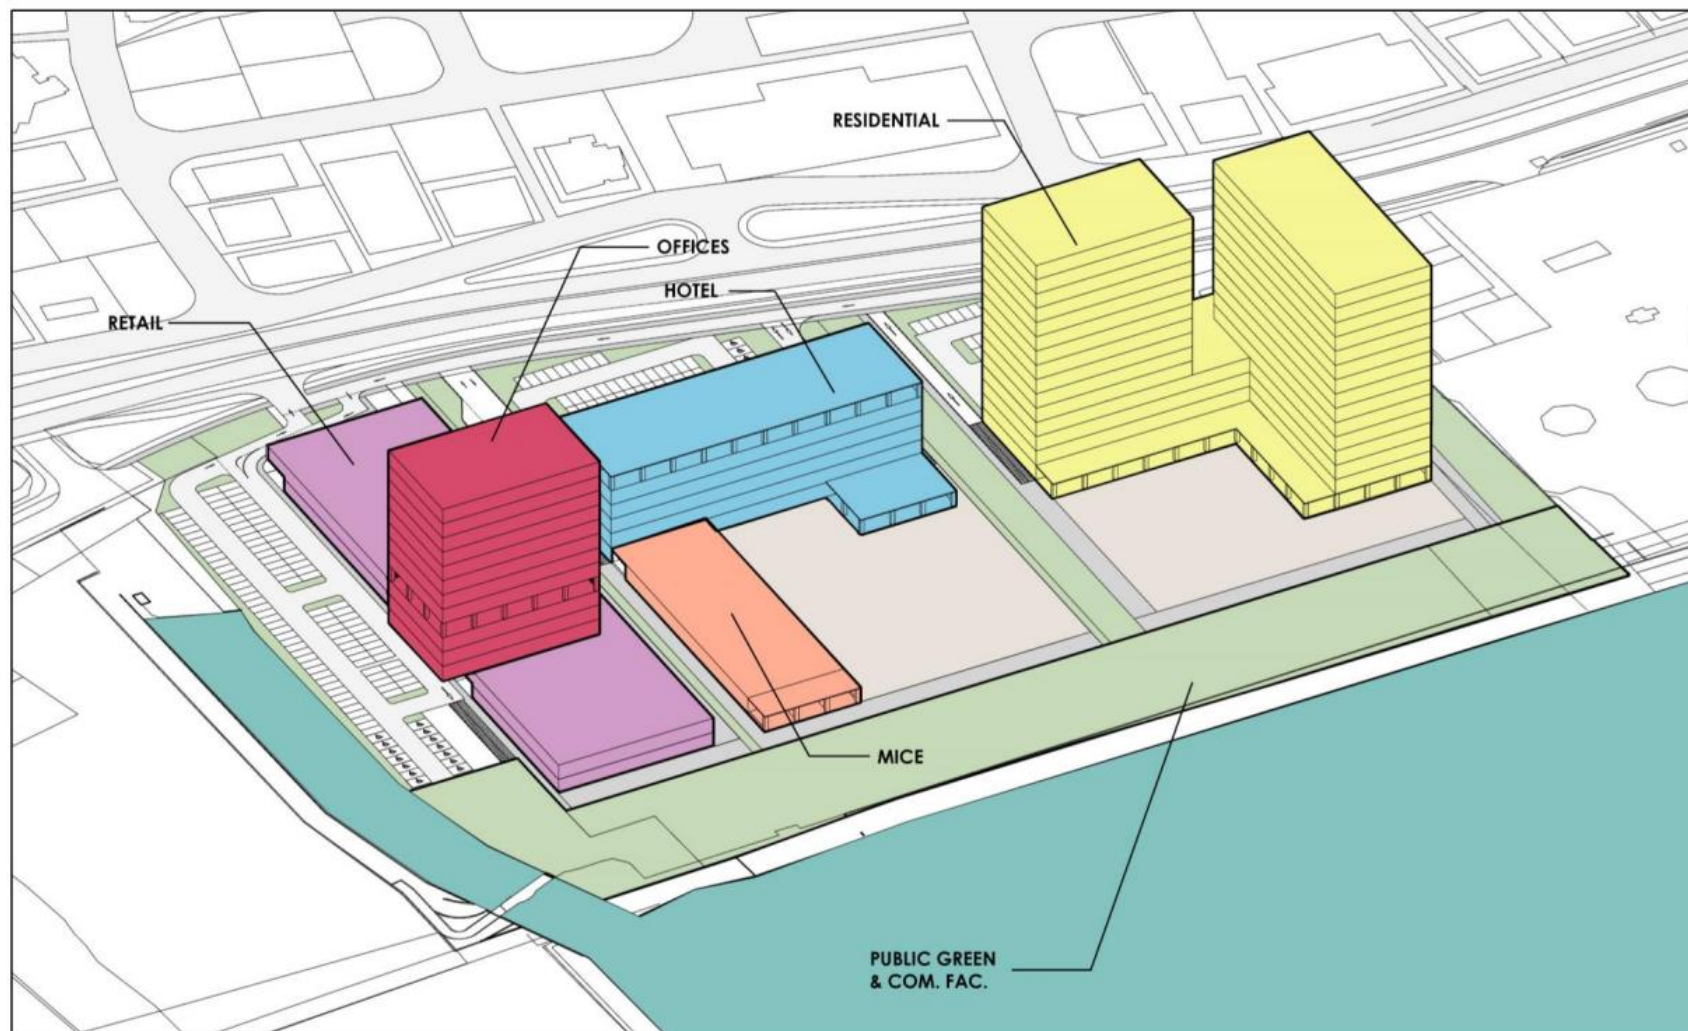 RESIDENTIAL
OFFICES
HOTEL
RETAIL
MICE
PUBLIC GREEN
& COM. FAC.